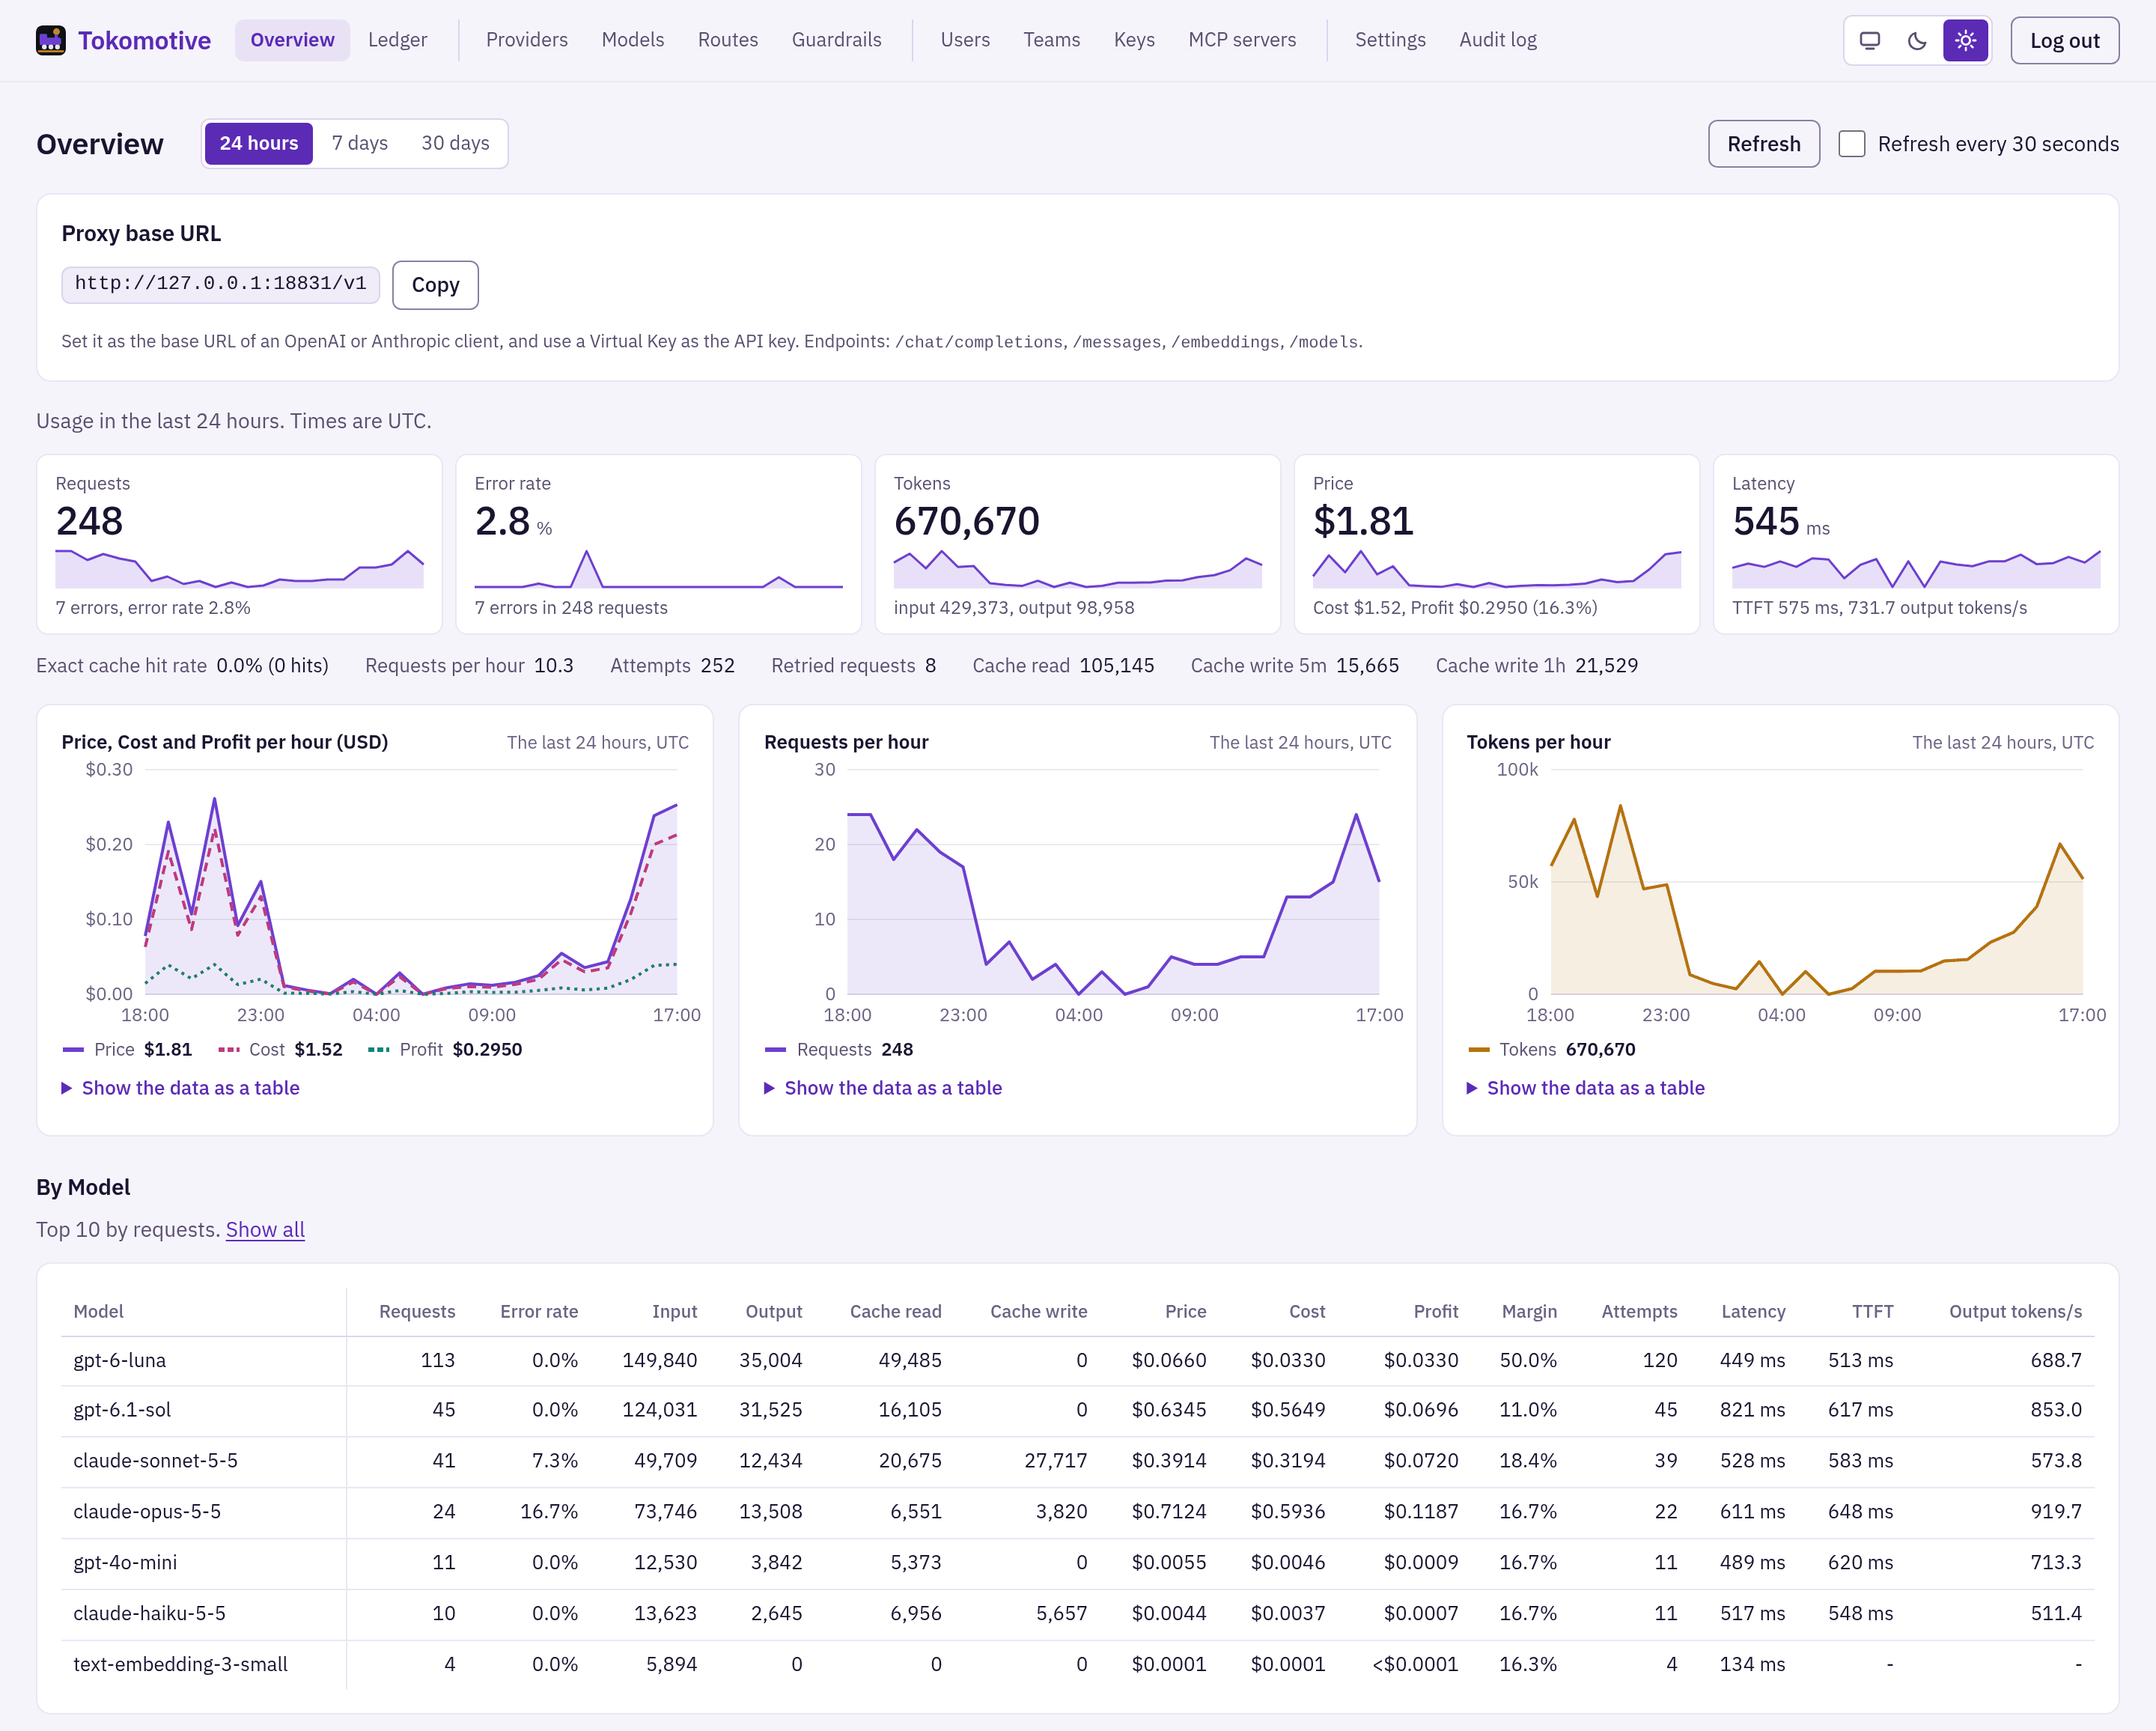 Tokomotive Overview Ledger Providers Models Routes Guardrails Users Teams Keys MCP servers Settings Audit log Log out
Overview 24 hours 7 days 30 days Refresh Refresh every 30 seconds
Proxy base URL
http://127.0.0.1:18831/v1 Copy
Set it as the base URL of an OpenAI or Anthropic client, and use a Virtual Key as the API key. Endpoints: /chat/completions, /messages, /embeddings, /models.
Usage in the last 24 hours. Times are UTC.
Requests
248
7 errors, error rate 2.8%
Error rate
2.8 %
7 errors in 248 requests
Tokens
670,670
input 429,373, output 98,958
Price
$1.81
Cost $1.52, Profit $0.2950 (16.3%)
Latency
545 ms
TTFT 575 ms, 731.7 output tokens/s
Exact cache hit rate 0.0% (0 hits) Requests per hour 10.3 Attempts 252 Retried requests 8 Cache read 105,145 Cache write 5m 15,665 Cache write 1h 21,529
Price, Cost and Profit per hour (USD) The last 24 hours, UTC
$0.30
$0.20
$0.10
$0.00
18:00 23:00 04:00 09:00 17:00
Price $1.81 Cost $1.52 Profit $0.2950
Show the data as a table
Requests per hour The last 24 hours, UTC
30
20
10
0
18:00 23:00 04:00 09:00 17:00
Requests 248
Show the data as a table
Tokens per hour The last 24 hours, UTC
100k
50k
0
18:00 23:00 04:00 09:00 17:00
Tokens 670,670
Show the data as a table
By Model
Top 10 by requests. Show all
Model Requests Error rate Input Output Cache read Cache write Price Cost Profit Margin Attempts Latency TTFT Output tokens/s
gpt-6-luna 113 0.0% 149,840 35,004 49,485 0 $0.0660 $0.0330 $0.0330 50.0% 120 449 ms 513 ms 688.7
gpt-6.1-sol 45 0.0% 124,031 31,525 16,105 0 $0.6345 $0.5649 $0.0696 11.0% 45 821 ms 617 ms 853.0
claude-sonnet-5-5 41 7.3% 49,709 12,434 20,675 27,717 $0.3914 $0.3194 $0.0720 18.4% 39 528 ms 583 ms 573.8
claude-opus-5-5 24 16.7% 73,746 13,508 6,551 3,820 $0.7124 $0.5936 $0.1187 16.7% 22 611 ms 648 ms 919.7
gpt-4o-mini 11 0.0% 12,530 3,842 5,373 0 $0.0055 $0.0046 $0.0009 16.7% 11 489 ms 620 ms 713.3
claude-haiku-5-5 10 0.0% 13,623 2,645 6,956 5,657 $0.0044 $0.0037 $0.0007 16.7% 11 517 ms 548 ms 511.4
text-embedding-3-small 4 0.0% 5,894 0 0 0 $0.0001 $0.0001 <$0.0001 16.3% 4 134 ms - -